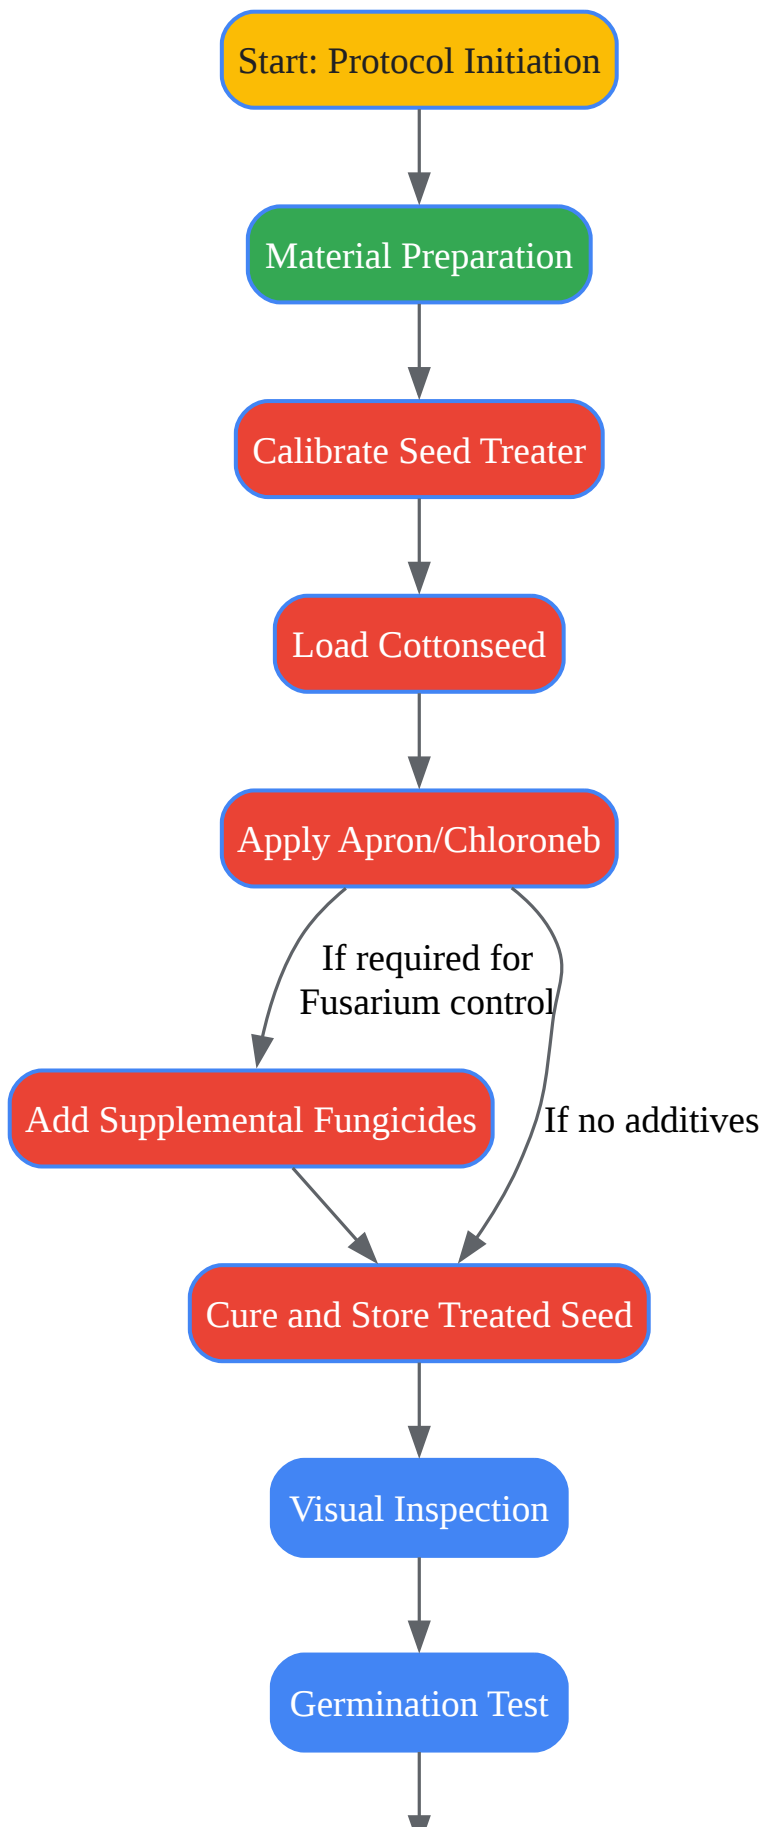 Start: Protocol Initiation
Material Preparation
Calibrate Seed Treater
Load Cottonseed
Apply Apron/Chloroneb
If required for
Fusarium control
Add Supplemental Fungicides
If no additives
Cure and Store Treated Seed
Visual Inspection
Germination Test